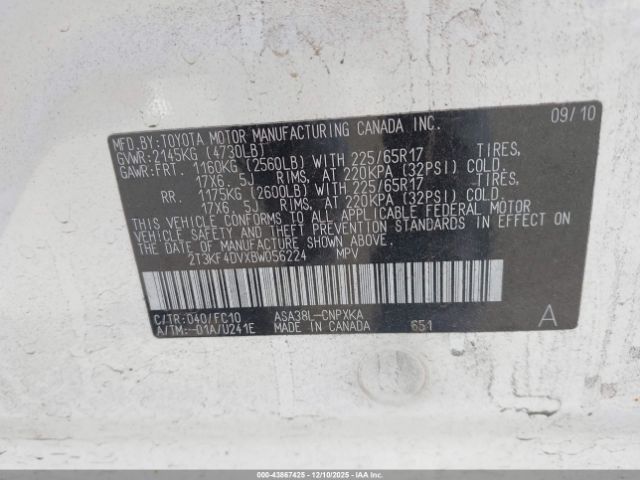 MFD.BY:TOYOTA MOTOR MANUFACTURING CANADA INC. 09/10
GVWR:2145KG (4730LB)
GAWR:FRT. 1160KG (2560LB) WITH 225/65R17 TIRES,
17X6.5J RIMS, AT 220KPA (32PSI) COLD.
RR. 1175KG (2600LB) WITH 225/65R17 TIRES,
17X6.5J RIMS, AT 220KPA (32PSI) COLD.
THIS VEHICLE CONFORMS TO ALL APPLICABLE FEDERAL MOTOR
VEHICLE SAFETY AND THEFT PREVENTION STANDARDS IN EFFECT ON
THE DATE OF MANUFACTURE SHOWN ABOVE.
2T3KF4DVXBW056224 MPV
C/TR:040/FC10 ASA38L-CNPXKA
A/TM:-01A/U241E MADE IN CANADA 651 A
000-43867425 - 12/10/2025 - IAAI.COM